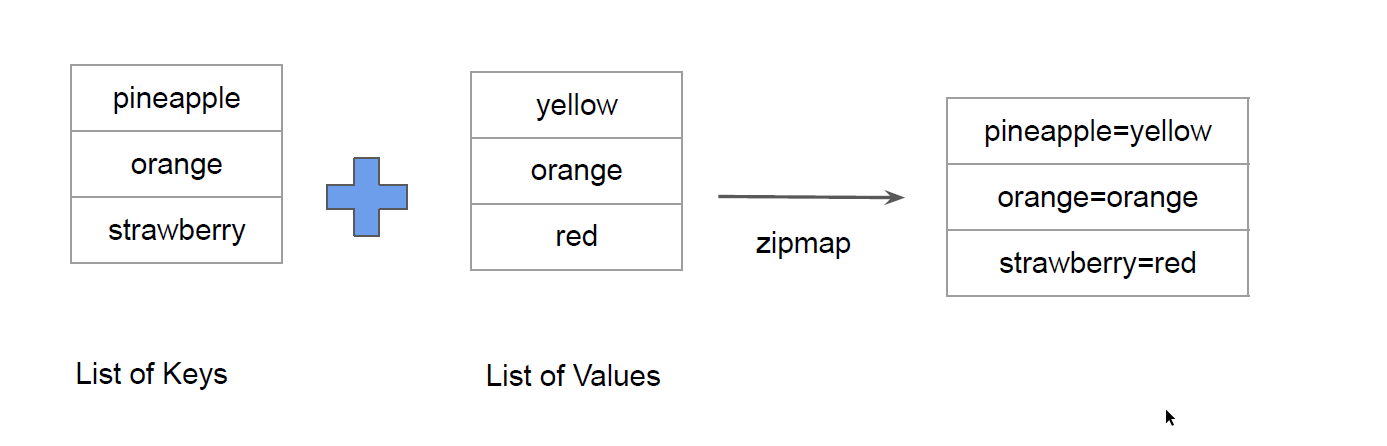 pineapple
orange
strawberry
List of Keys
yellow
orange
red
List of Values
zipmap
pineapple=yellow
orange=orange
strawberry=red